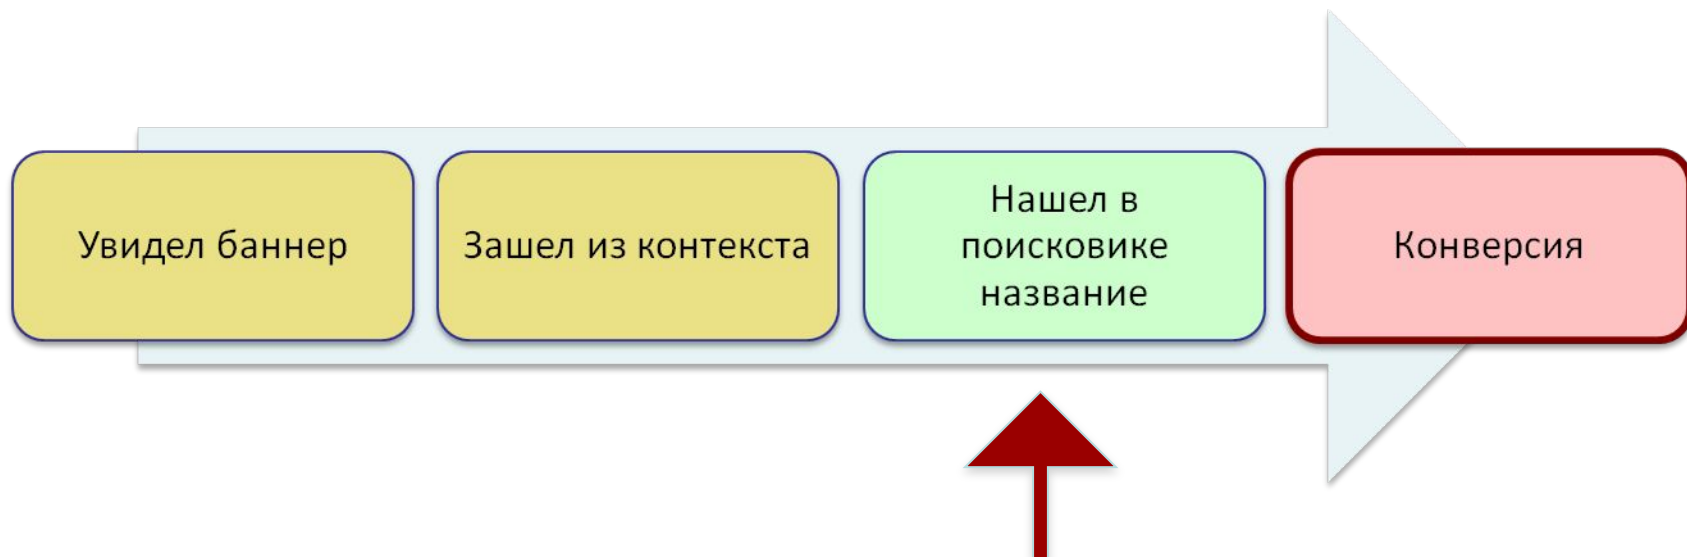 Увидел баннер
Зашел из контекста
Нашел в
поисковике
название
Конверсия